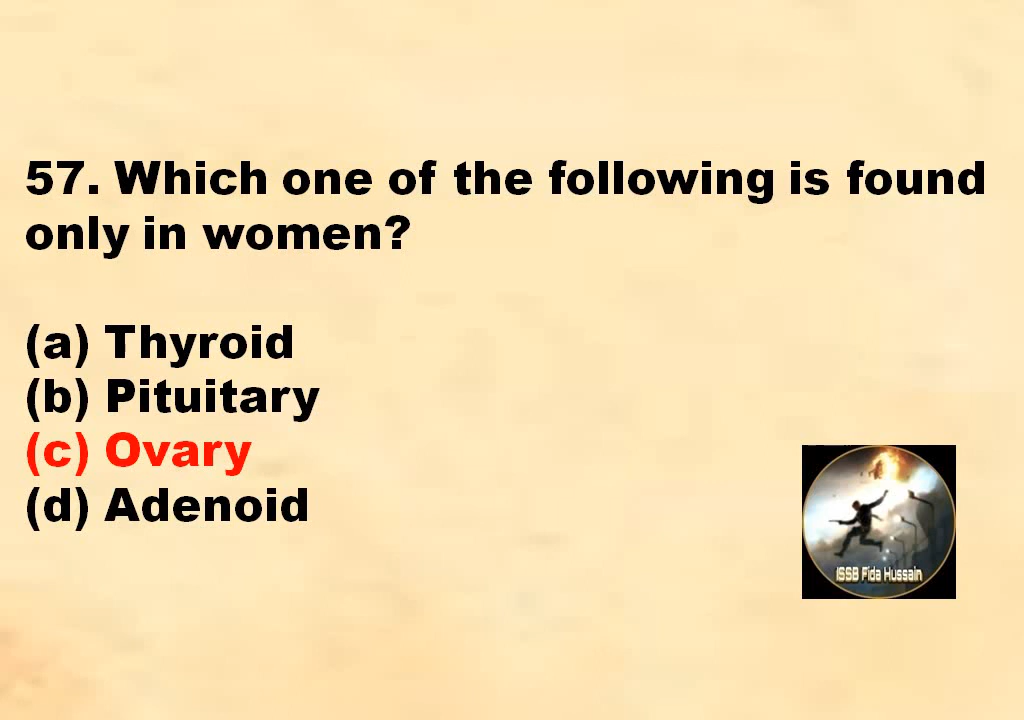 57. Which one of the following is found
only in women?
(a) Thyroid
(b) Pituitary
(c) Ovary
(d) Adenoid
ISSB Fida Hussain